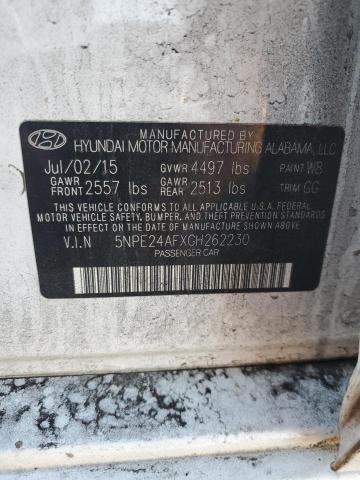 MANUFACTURED BY
HYUNDAI MOTOR MANUFACTURING ALABAMA, LLC
Jul/02/15 GVWR 4497 lbs PAINT W8
GAWR FRONT 2557 lbs GAWR REAR 2513 lbs TRIM GG
THIS VEHICLE CONFORMS TO ALL APPLICABLE U.S.A FEDERAL
MOTOR VEHICLE SAFETY, BUMPER, AND THEFT PREVENTION
STANDARDS IN EFFECT ON THE DATE OF MANUFACTURE SHOWN ABOVE.
V.I.N 5NPE24AFXGH262230
PASSENGER CAR